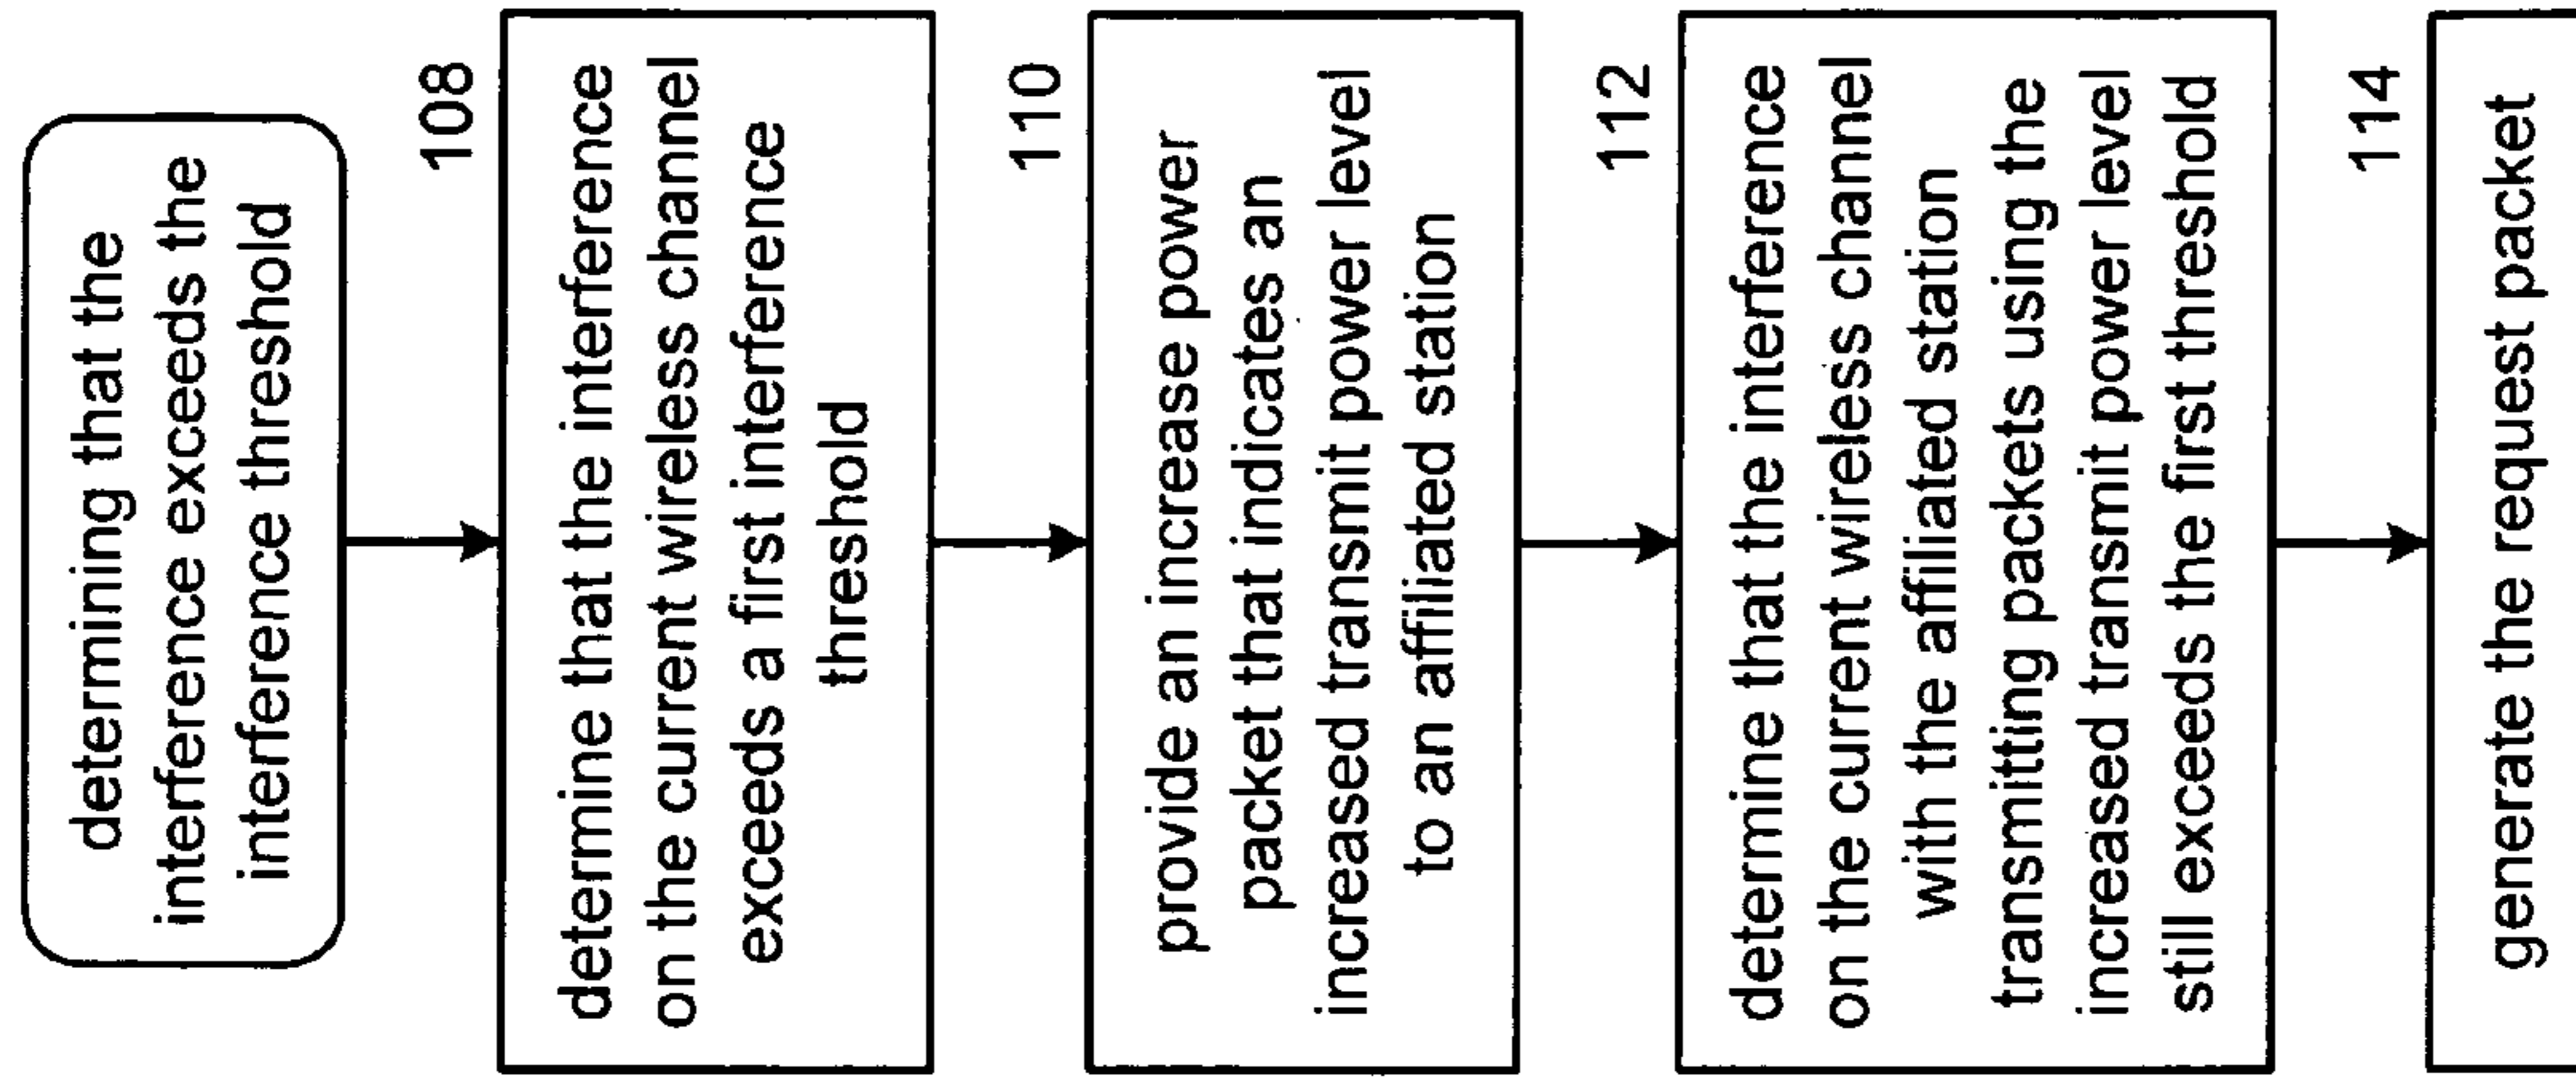 determining that the
interference exceeds the
interference threshold
108
determine that the interference
on the current wireless channel
exceeds a first interference
threshold
110
provide an increase power
packet that indicates an
increased transmit power level
to an affiliated station
112
determine that the interference
on the current wireless channel
with the affiliated station
transmitting packets using the
increased transmit power level
still exceeds the first threshold
114
generate the request packet